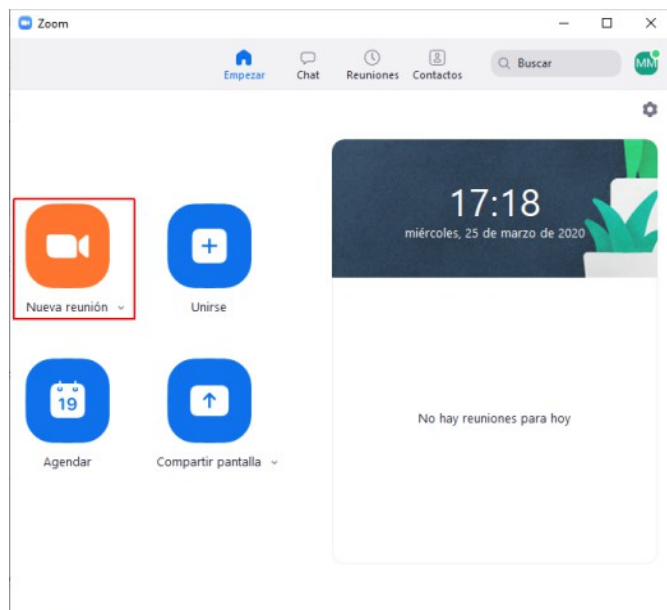 Zoom
Empezar
Chat
Reuniones
Contactos
Buscar
MM
17:18
miércoles, 25 de marzo de 2020
Nueva reunión
Unirse
19
Agendar
Compartir pantalla
No hay reuniones para hoy